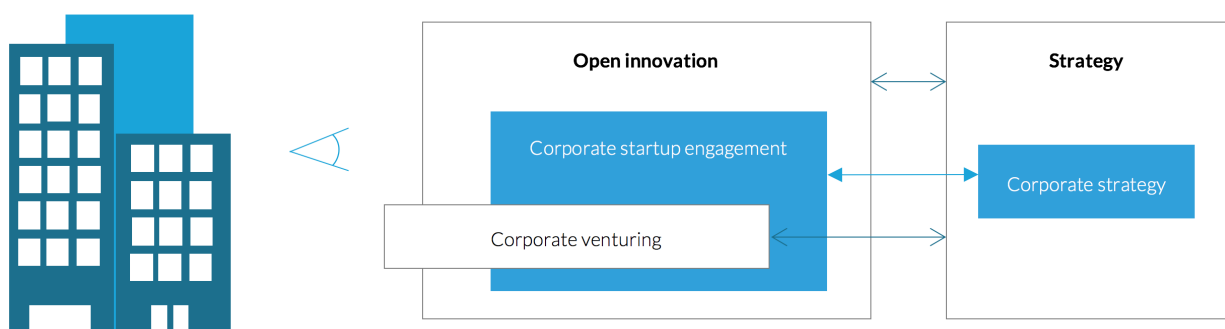 Open innovation
Strategy
Corporate startup engagement
Corporate strategy
Corporate venturing